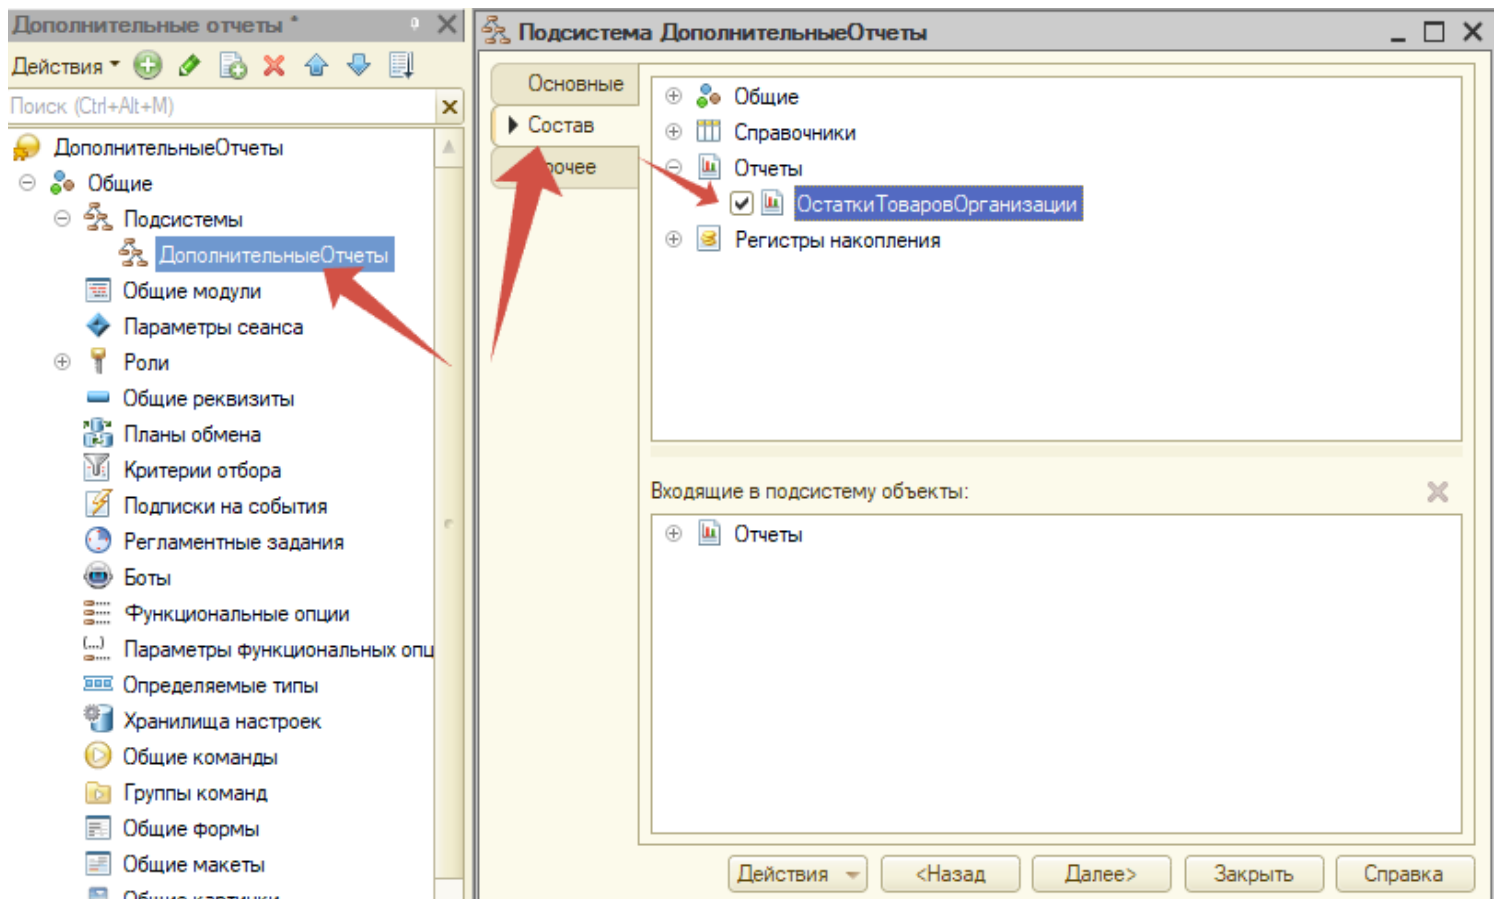 Дополнительные отчеты *
Действия
Поиск (Ctrl+Alt+M)
ДополнительныеОтчеты
Общие
Подсистемы
ДополнительныеОтчеты
Общие модули
Параметры сеанса
Роли
Общие реквизиты
Планы обмена
Критерии отбора
Подписки на события
Регламентные задания
Боты
Функциональные опции
Параметры функциональных опц
Определяемые типы
Хранилища настроек
Общие команды
Группы команд
Общие формы
Общие макеты
Общие картинки
Подсистема ДополнительныеОтчеты
Основные
Состав
рочее
Общие
Справочники
Отчеты
ОстаткиТоваровОрганизации
Регистры накопления
Входящие в подсистему объекты:
Отчеты
Действия
<Назад
Далее>
Закрыть
Справка